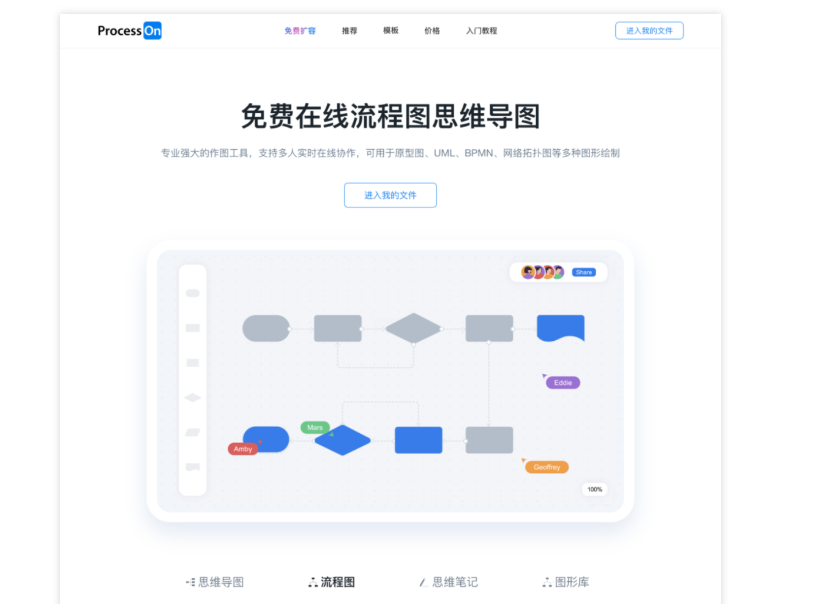 ProcessOn
免费扩容 推荐 模板 价格 入门教程
进入我的文件
免费在线流程图思维导图
专业强大的作图工具，支持多人实时在线协作，可用于原型图、UML、BPMN、网络拓扑图等多种图形绘制
进入我的文件
Share
Eddie
Mars
Amby
Geoffrey
100%
思维导图 流程图 思维笔记 图形库